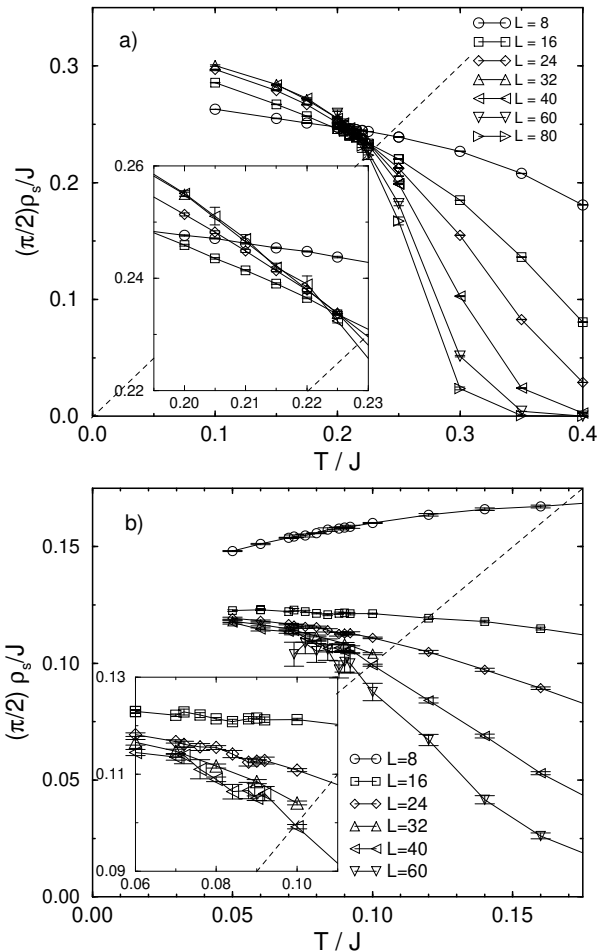 a)
L = 8
L = 16
L = 24
L = 32
L = 40
L = 60
L = 80
(π/2)ρs/J
0.3
0.2
0.1
0.0
0.26
0.24
0.22
0.20 0.21 0.22 0.23
0.0 0.1 0.2 0.3 0.4
T / J
b)
(π/2) ρs/J
0.15
0.10
0.05
0.00
0.13
0.11
0.09
0.06 0.08 0.10
L=8
L=16
L=24
L=32
L=40
L=60
0.00 0.05 0.10 0.15
T / J